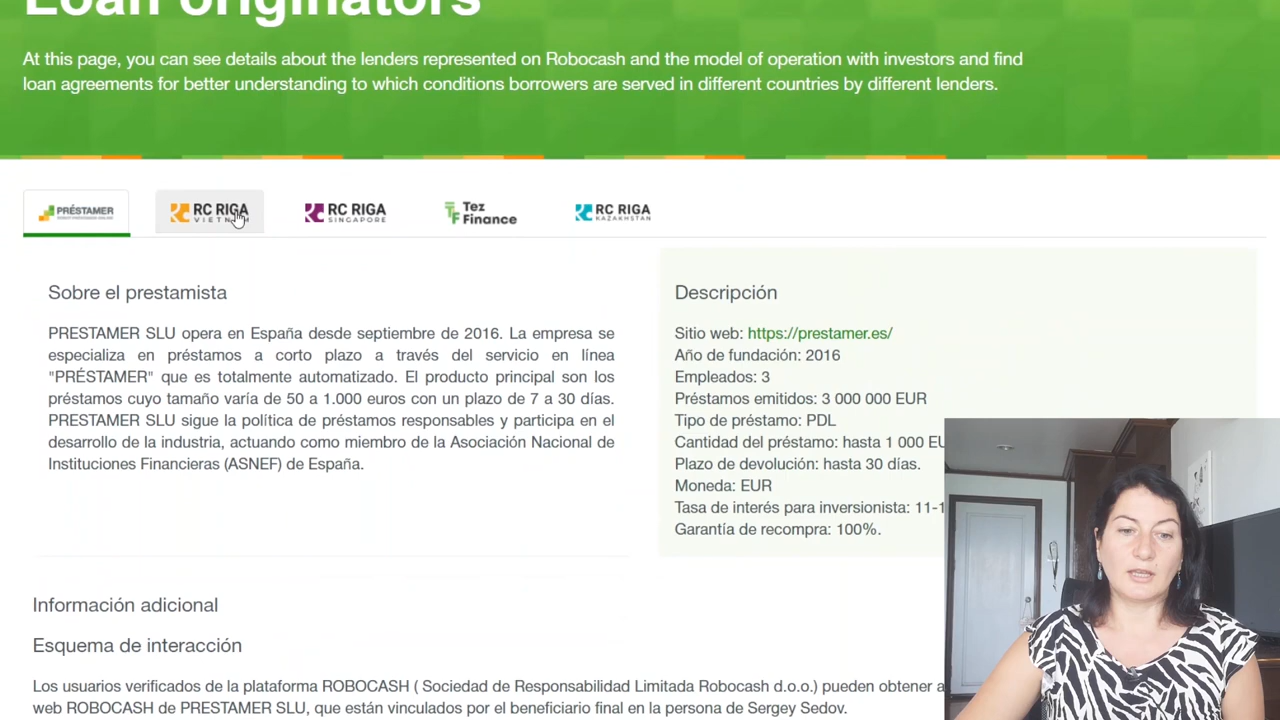 Loan originators
At this page, you can see details about the lenders represented on Robocash and the model of operation with investors and find
loan agreements for better understanding to which conditions borrowers are served in different countries by different lenders.
PRÉSTAMER
RC RIGA
VIETNAM
RC RIGA
SINGAPORE
Tez
Finance
RC RIGA
KAZAKHSTAN
Sobre el prestamista
PRESTAMER SLU opera en España desde septiembre de 2016. La empresa se
especializa en préstamos a corto plazo a través del servicio en línea
"PRÉSTAMER" que es totalmente automatizado. El producto principal son los
préstamos cuyo tamaño varía de 50 a 1.000 euros con un plazo de 7 a 30 días.
PRESTAMER SLU sigue la política de préstamos responsables y participa en el
desarrollo de la industria, actuando como miembro de la Asociación Nacional de
Instituciones Financieras (ASNEF) de España.
Descripción
Sitio web: https://prestamer.es/
Año de fundación: 2016
Empleados: 3
Préstamos emitidos: 3 000 000 EUR
Tipo de préstamo: PDL
Cantidad del préstamo: hasta 1 000 EU
Plazo de devolución: hasta 30 días.
Moneda: EUR
Tasa de interés para inversionista: 11-1
Garantía de recompra: 100%.
Información adicional
Esquema de interacción
Los usuarios verificados de la plataforma ROBOCASH ( Sociedad de Responsabilidad Limitada Robocash d.o.o.) pueden obtener a
web ROBOCASH de PRESTAMER SLU, que están vinculados por el beneficiario final en la persona de Sergey Sedov.